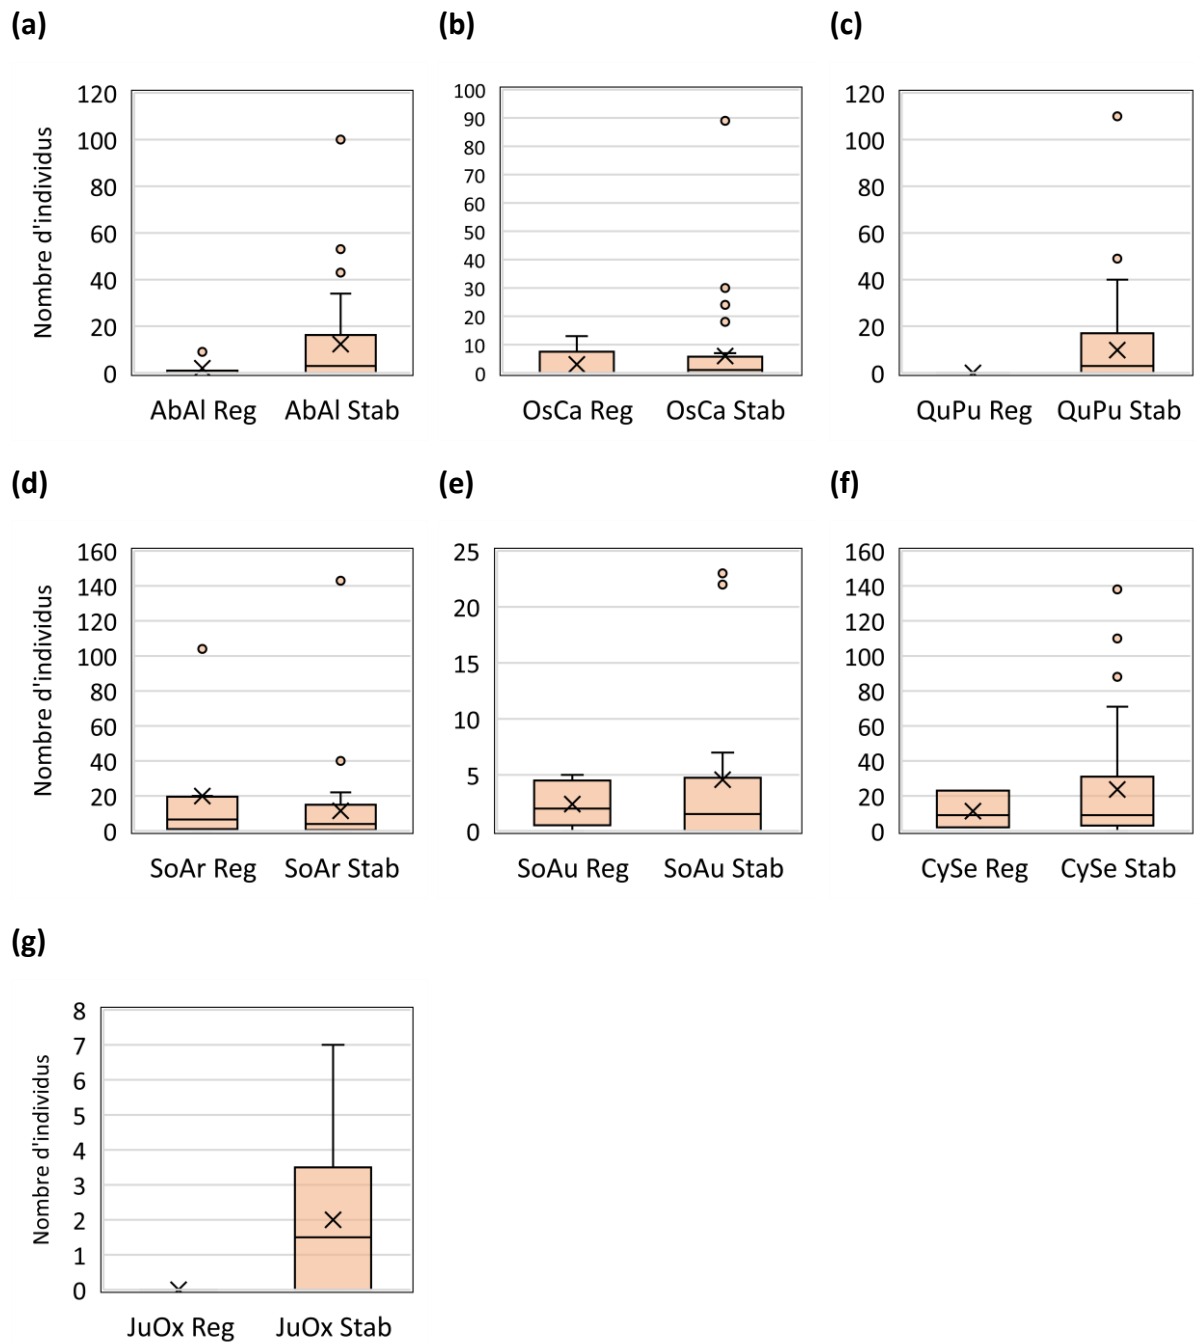 (a)
(b)
(c)
Nombre d'individus
120
100
80
60
40
20
0
AbAl Reg
AbAl Stab
100
90
80
70
60
50
40
30
20
10
0
OsCa Reg
OsCa Stab
120
100
80
60
40
20
0
QuPu Reg
QuPu Stab
(d)
(e)
(f)
Nombre d'individus
160
140
120
100
80
60
40
20
0
SoAr Reg
SoAr Stab
25
20
15
10
5
0
SoAu Reg
SoAu Stab
160
140
120
100
80
60
40
20
0
CySe Reg
CySe Stab
(g)
Nombre d'individus
8
7
6
5
4
3
2
1
0
JuOx Reg
JuOx Stab